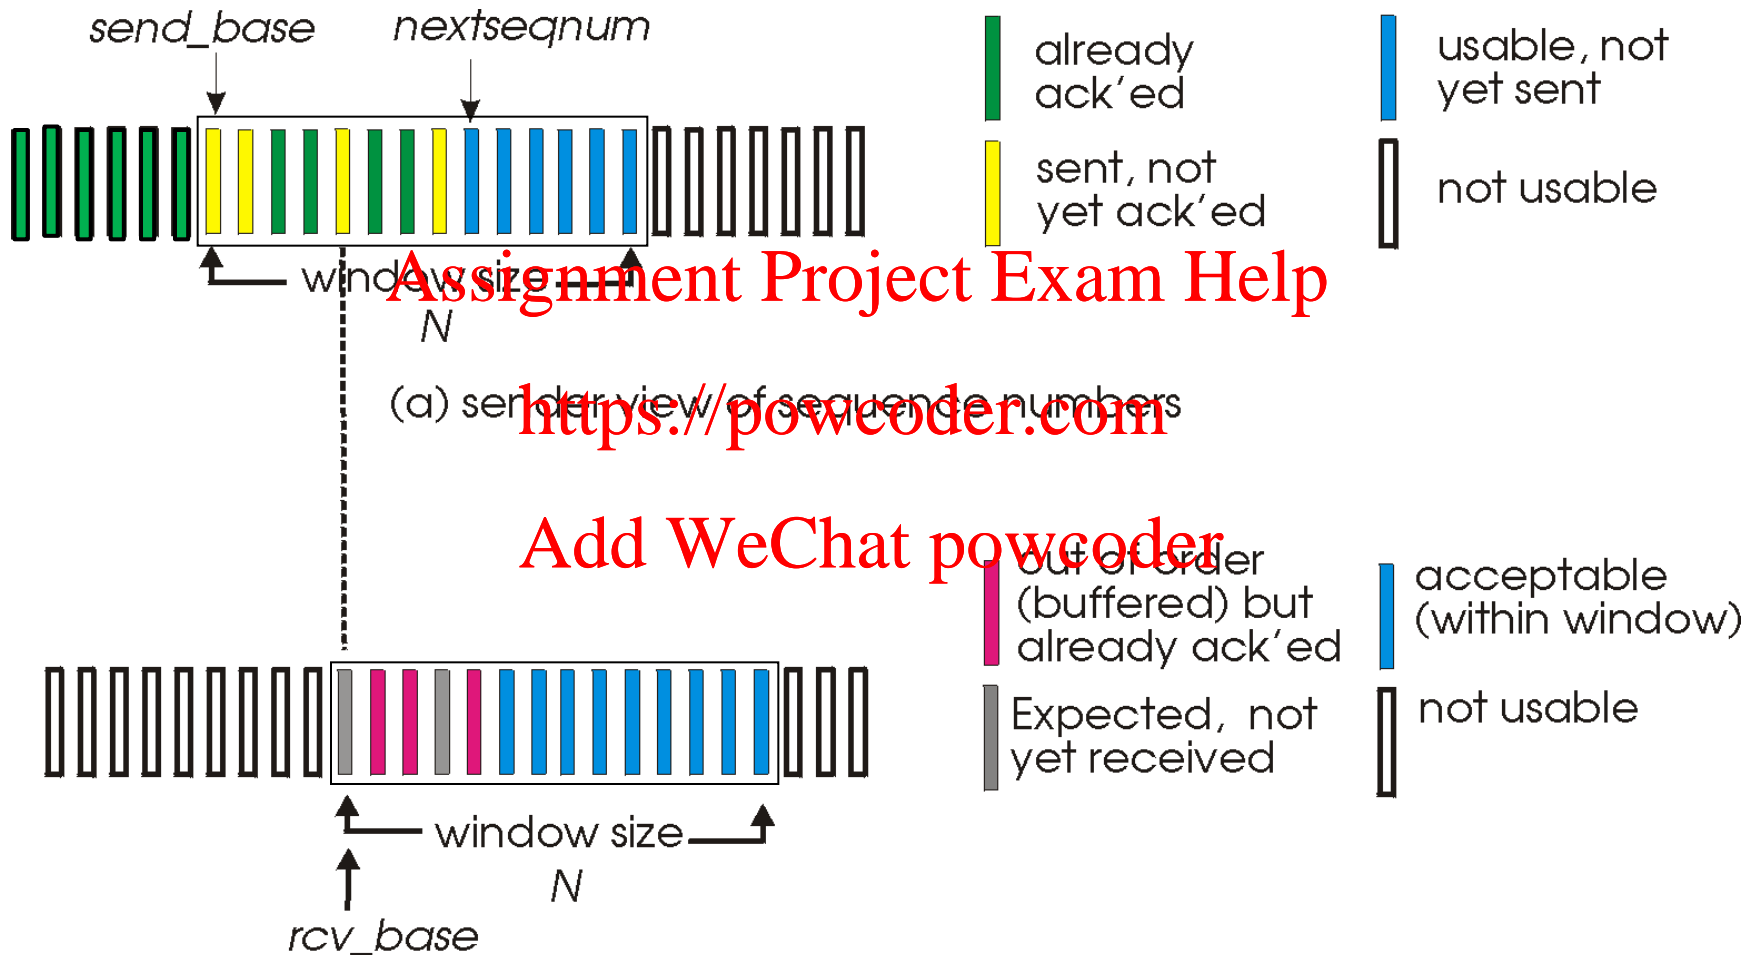 send_base
nextseqnum
already
ack'ed
usable, not
yet sent
sent, not
yet ack'ed
not usable
window size
N
Assignment Project Exam Help
(a) sender view of sequence numbers
https://powcoder.com
Add WeChat powcoder
out of order
(buffered) but
already ack'ed
acceptable
(within window)
Expected, not
yet received
not usable
window size
N
rcv_base